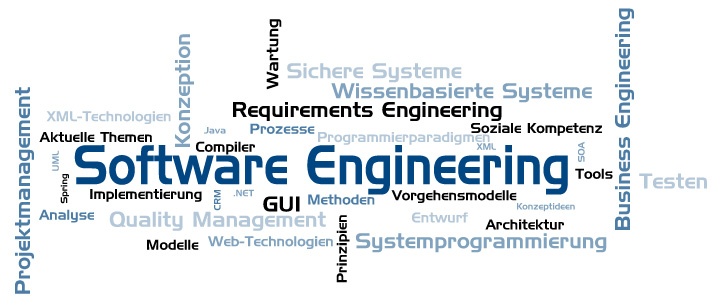 Wartung
Business Engineering
Konzeption
Sichere Systeme
Wissenbasierte Systeme
Projektmanagement
Requirements Engineering
XML-Technologien
Java
Prozesse
Soziale Kompetenz
Aktuelle Themen
Programmierparadigmen
Compiler
XML
SOA
UML
Software Engineering
Tools
Testen
Spring
Implementierung
CRM
.NET
GUI
Methoden
Vorgehensmodelle
Konzeptideen
Analyse
Quality Management
Entwurf
Architektur
Prinzipien
Modelle
Web-Technologien
Systemprogrammierung